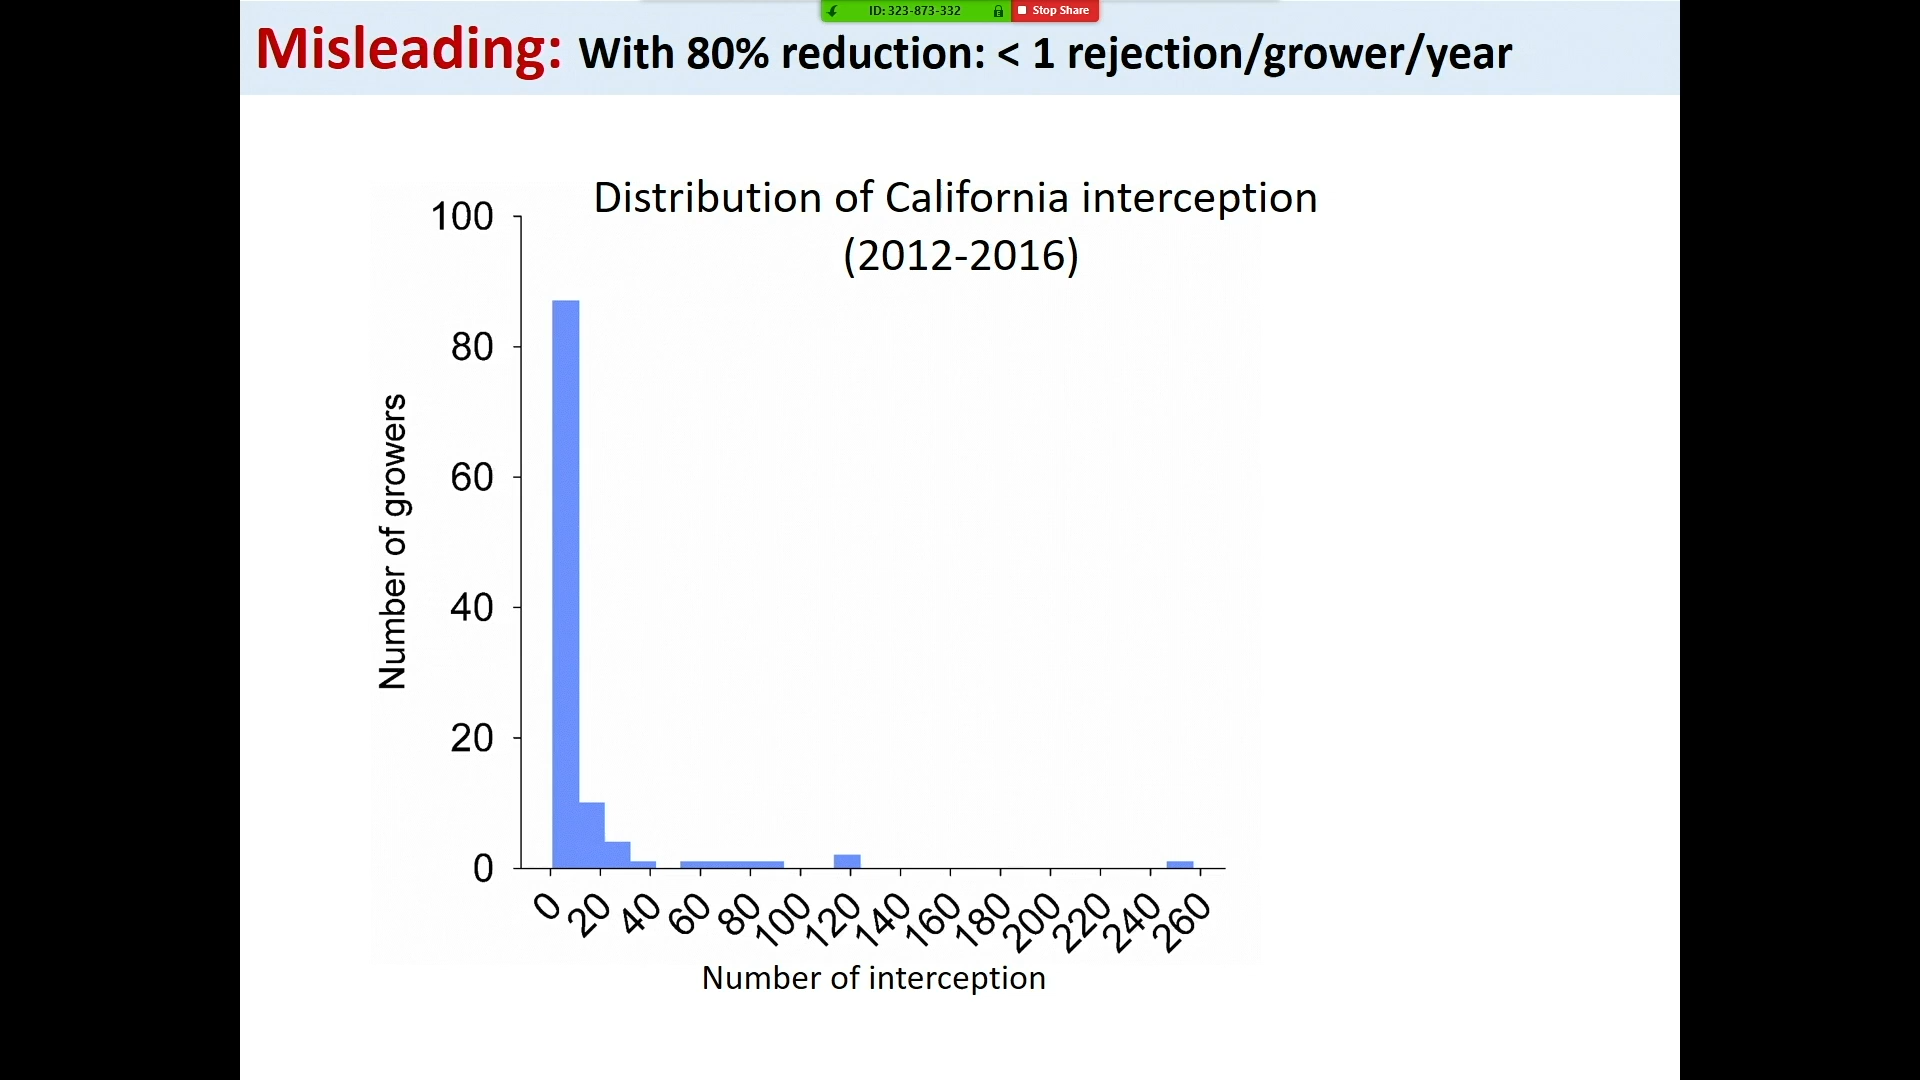 ID: 323-873-332
Stop Share
Misleading: With 80% reduction: < 1 rejection/grower/year
Distribution of California interception
(2012-2016)
100
80
60
40
20
0
Number of growers
0 20 40 60 80 100 120 140 160 180 200 220 240 260
Number of interception